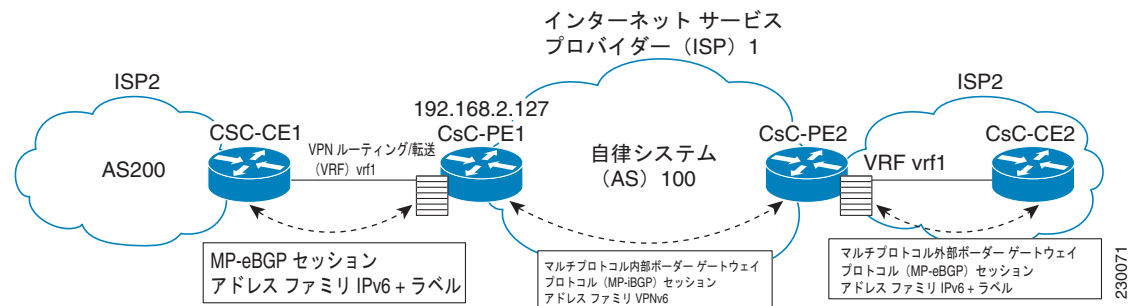 インターネット サービス
プロバイダー（ISP）1
ISP2
ISP2
192.168.2.127
CSC-CE1
CsC-PE1
CsC-PE2
CsC-CE2
AS200
VPN ルーティング/転送
（VRF）vrf1
自律システム
（AS）100
VRF vrf1
MP-eBGP セッション
アドレス ファミリ IPv6 + ラベル
マルチプロトコル内部ボーダー ゲートウェイ
プロトコル（MP-iBGP）セッション
アドレス ファミリ VPNv6
マルチプロトコル外部ボーダー ゲートウェイ
プロトコル（MP-eBGP）セッション
アドレス ファミリ IPv6 + ラベル
230071